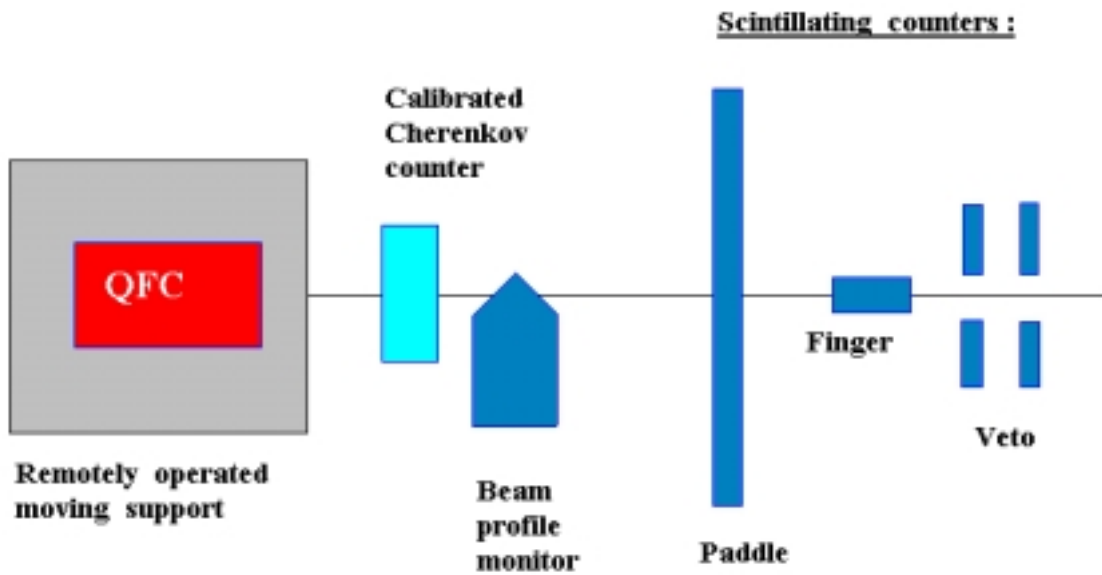 Scintillating counters :
Calibrated
Cherenkov
counter
QFC
Finger
Veto
Remotely operated
moving support
Beam
profile
monitor
Paddle